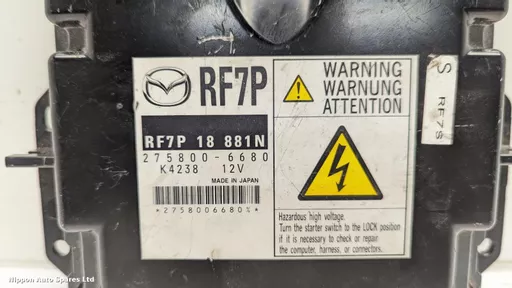 RF7P
RF7P 18 881N
275800-6680
K4238 12V
MADE IN JAPAN
*2758006680%*
WARNING
WARNUNG
ATTENTION
Hazardous high voltage.
Turn the starter switch to the LOCK position
if it is necessary to check or repair
the computer, harness, or connectors.
S
RF7S
Nippon Auto Spares Ltd